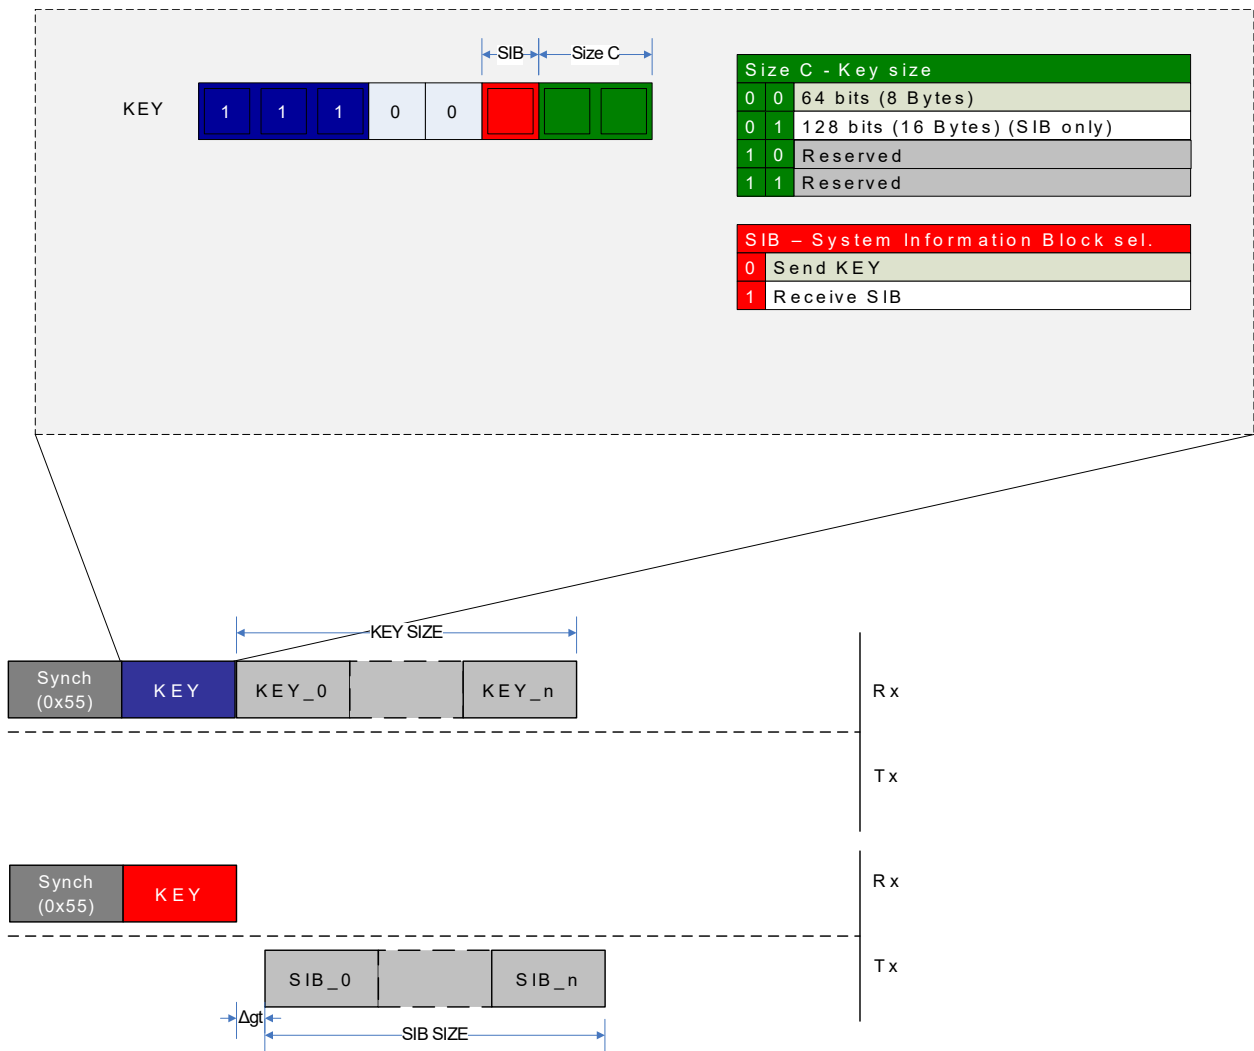 SIB Size C
KEY 1 1 1 0 0
Size C - Key size
0 0 64 bits (8 Bytes)
0 1 128 bits (16 Bytes) (SIB only)
1 0 Reserved
1 1 Reserved
SIB – System Information Block sel.
0 Send KEY
1 Receive SIB
KEY SIZE
Synch
(0x55)
KEY
KEY_0
KEY_n
Rx
Tx
Synch
(0x55)
KEY
Rx
SIB_0
SIB_n
Tx
Δgt
SIB SIZE